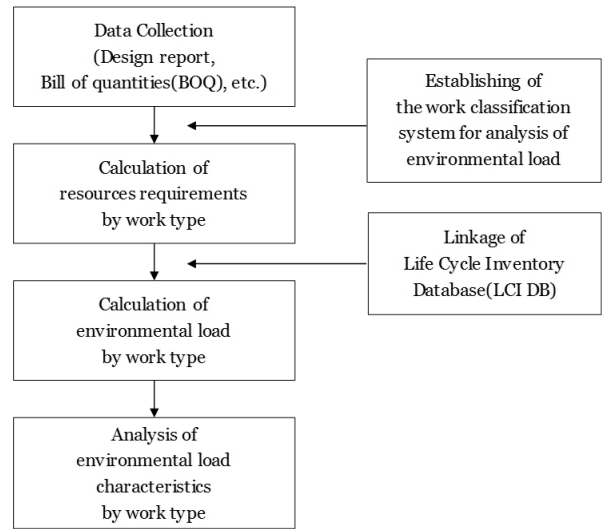 Data Collection
(Design report,
Bill of quantities(BOQ), etc.)
Establishing of
the work classification
system for analysis of
environmental load
Calculation of
resources requirements
by work type
Linkage of
Life Cycle Inventory
Database(LCI DB)
Calculation of
environmental load
by work type
Analysis of
environmental load
characteristics
by work type